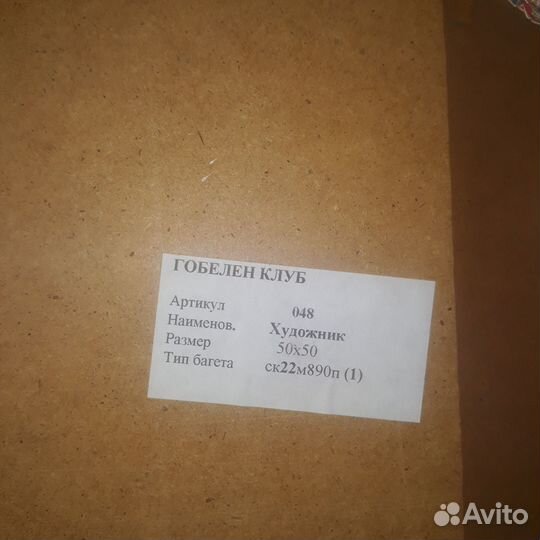 ГОБЕЛЕН КЛУБ
Артикул 048
Наименов. Художник
Размер 50x50
Тип багета ск22м890п (1)
Avito